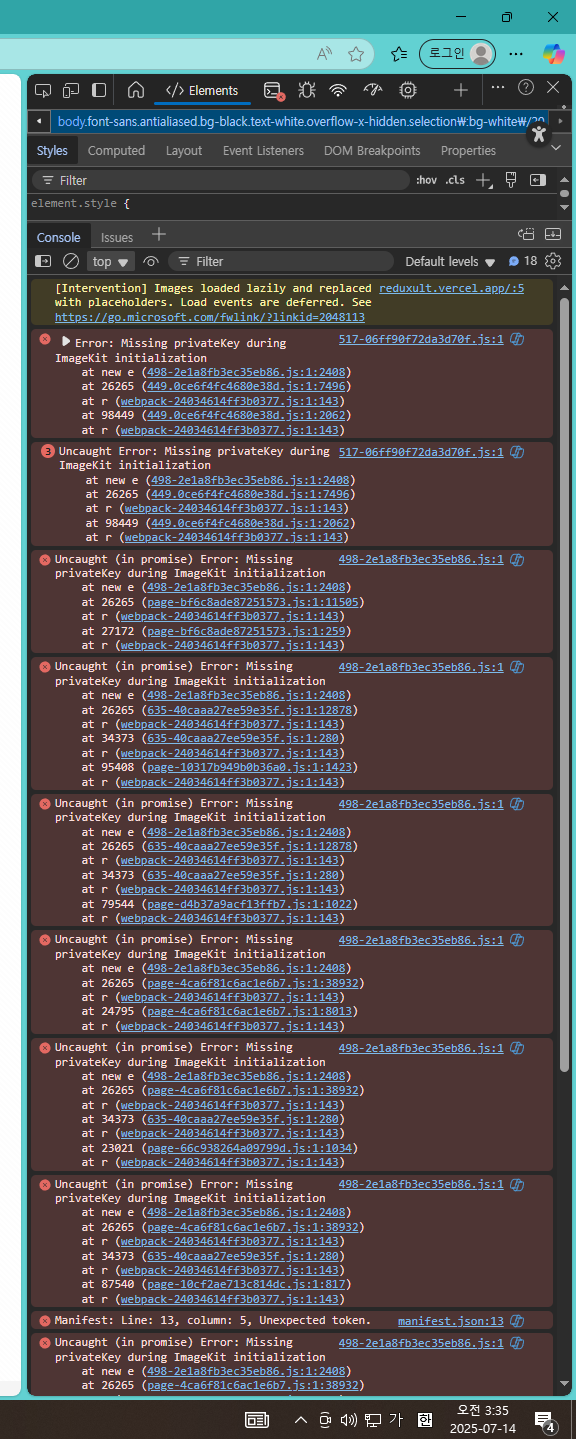 로그인
Elements
body.font-sans.antialiased.bg-black.text-white.overflow-x-hidden.selection₩:bg-white₩/20
Styles Computed Layout Event Listeners DOM Breakpoints Properties
Filter :hov .cls
element.style {
Console Issues
top Filter Default levels 18
[Intervention] Images loaded lazily and replaced reduxult.vercel.app/:5
with placeholders. Load events are deferred. See
https://go.microsoft.com/fwlink/?linkid=2048113
Error: Missing privateKey during 517-06ff90f72da3d70f.js:1
ImageKit initialization
at new e (498-2e1a8fb3ec35eb86.js:1:2408)
at 26265 (449.0ce6f4fc4680e38d.js:1:7496)
at r (webpack-24034614ff3b0377.js:1:143)
at 98449 (449.0ce6f4fc4680e38d.js:1:2062)
at r (webpack-24034614ff3b0377.js:1:143)
3 Uncaught Error: Missing privateKey during 517-06ff90f72da3d70f.js:1
ImageKit initialization
at new e (498-2e1a8fb3ec35eb86.js:1:2408)
at 26265 (449.0ce6f4fc4680e38d.js:1:7496)
at r (webpack-24034614ff3b0377.js:1:143)
at 98449 (449.0ce6f4fc4680e38d.js:1:2062)
at r (webpack-24034614ff3b0377.js:1:143)
Uncaught (in promise) Error: Missing 498-2e1a8fb3ec35eb86.js:1
privateKey during ImageKit initialization
at new e (498-2e1a8fb3ec35eb86.js:1:2408)
at 26265 (page-bf6c8ade87251573.js:1:11505)
at r (webpack-24034614ff3b0377.js:1:143)
at 27172 (page-bf6c8ade87251573.js:1:259)
at r (webpack-24034614ff3b0377.js:1:143)
Uncaught (in promise) Error: Missing 498-2e1a8fb3ec35eb86.js:1
privateKey during ImageKit initialization
at new e (498-2e1a8fb3ec35eb86.js:1:2408)
at 26265 (635-40caaa27ee59e35f.js:1:12878)
at r (webpack-24034614ff3b0377.js:1:143)
at 34373 (635-40caaa27ee59e35f.js:1:280)
at r (webpack-24034614ff3b0377.js:1:143)
at 95408 (page-10317b949b0b36a0.js:1:1423)
at r (webpack-24034614ff3b0377.js:1:143)
Uncaught (in promise) Error: Missing 498-2e1a8fb3ec35eb86.js:1
privateKey during ImageKit initialization
at new e (498-2e1a8fb3ec35eb86.js:1:2408)
at 26265 (635-40caaa27ee59e35f.js:1:12878)
at r (webpack-24034614ff3b0377.js:1:143)
at 34373 (635-40caaa27ee59e35f.js:1:280)
at r (webpack-24034614ff3b0377.js:1:143)
at 79544 (page-d4b37a9acf13ffb7.js:1:1022)
at r (webpack-24034614ff3b0377.js:1:143)
Uncaught (in promise) Error: Missing 498-2e1a8fb3ec35eb86.js:1
privateKey during ImageKit initialization
at new e (498-2e1a8fb3ec35eb86.js:1:2408)
at 26265 (page-4ca6f81c6ac1e6b7.js:1:38932)
at r (webpack-24034614ff3b0377.js:1:143)
at 24795 (page-4ca6f81c6ac1e6b7.js:1:8013)
at r (webpack-24034614ff3b0377.js:1:143)
Uncaught (in promise) Error: Missing 498-2e1a8fb3ec35eb86.js:1
privateKey during ImageKit initialization
at new e (498-2e1a8fb3ec35eb86.js:1:2408)
at 26265 (page-4ca6f81c6ac1e6b7.js:1:38932)
at r (webpack-24034614ff3b0377.js:1:143)
at 34373 (635-40caaa27ee59e35f.js:1:280)
at r (webpack-24034614ff3b0377.js:1:143)
at 23021 (page-66c938264a09799d.js:1:1034)
at r (webpack-24034614ff3b0377.js:1:143)
Uncaught (in promise) Error: Missing 498-2e1a8fb3ec35eb86.js:1
privateKey during ImageKit initialization
at new e (498-2e1a8fb3ec35eb86.js:1:2408)
at 26265 (page-4ca6f81c6ac1e6b7.js:1:38932)
at r (webpack-24034614ff3b0377.js:1:143)
at 34373 (635-40caaa27ee59e35f.js:1:280)
at r (webpack-24034614ff3b0377.js:1:143)
at 87540 (page-10cf2ae713c814dc.js:1:817)
at r (webpack-24034614ff3b0377.js:1:143)
Manifest: Line: 13, column: 5, Unexpected token. manifest.json:13
Uncaught (in promise) Error: Missing 498-2e1a8fb3ec35eb86.js:1
privateKey during ImageKit initialization
at new e (498-2e1a8fb3ec35eb86.js:1:2408)
at 26265 (page-4ca6f81c6ac1e6b7.js:1:38932)
가 한 오전 3:35
2025-07-14 4